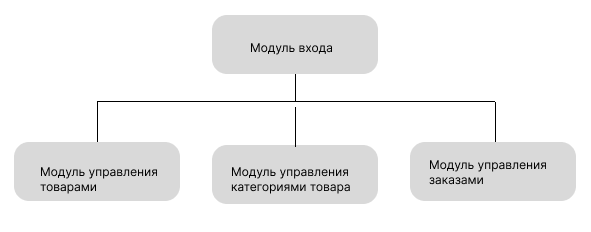 Модуль входа
Модуль управления
товарами
Модуль управления
категориями товара
Модуль управления
заказами